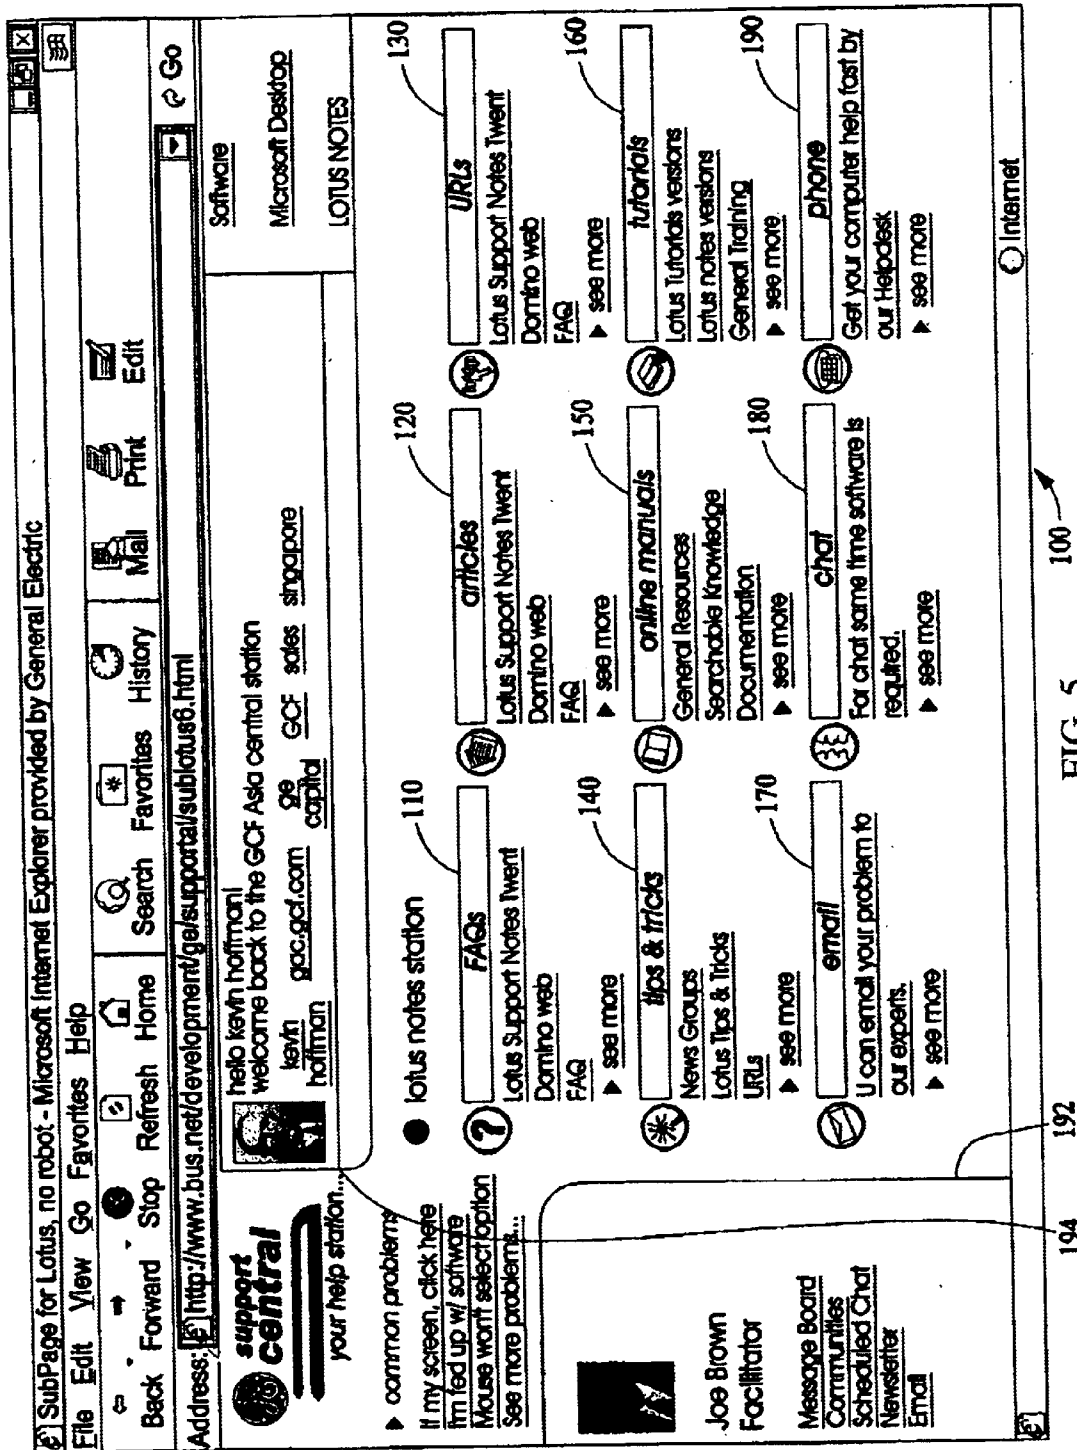 SubPage for Lotus, no robot - Microsoft Internet Explorer provided by General Electric
File Edit View Go Favorites Help
Back Forward Stop Refresh Home Search Favorites History Mail Print Edit
Address: http://www.bus.net/development/ge/supportal/sublotus6.html Go
support
central
your help station...
hello kevin hoffman!
welcome back to the GCF Asia central station
kevin hoffman
gac.gcf.com
ge capital
GCF
sales
singapore
Software
Microsoft Desktop
LOTUS NOTES
common problems
If my screen, click here
I'm fed up w/ software
Mouse won't select option
See more problems...
lotus notes station
110
FAQs
Lotus Support Notes Twent
Domino web
FAQ
see more
120
articles
Lotus Support Notes Twent
Domino web
FAQ
see more
130
URLs
Lotus Support Notes Twent
Domino web
FAQ
see more
140
tips & tricks
News Groups
Lotus Tips & Tricks
URLs
see more
150
online manuals
General Resources
Searchable Knowledge
Documentation
see more
160
tutorials
Lotus Tutorials versions
Lotus notes versions
General Training
see more
170
email
U can email your problem to
our experts.
see more
180
chat
For chat same time software is
required.
see more
190
phone
Get your computer help fast by
our Helpdesk
see more
Joe Brown
Facilitator
Message Board
Communities
Scheduled Chat
Newsletter
Email
Internet
194
192
100
FIG. 5